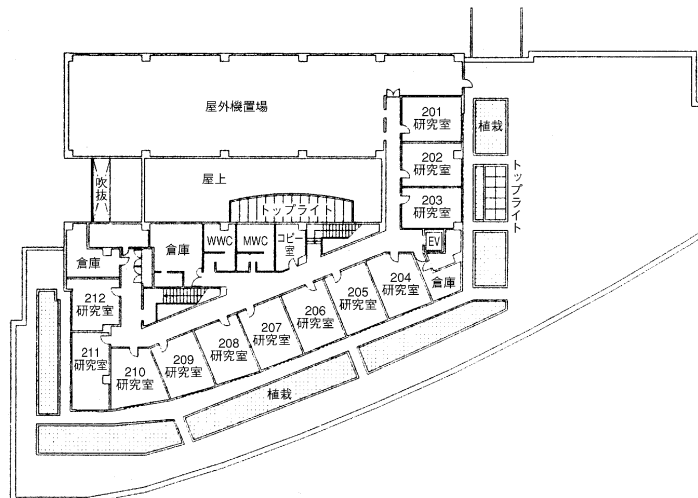 屋外機置場
201
研究室
植栽
202
研究室
吹抜
屋上
203
研究室
トップライト
トップライト
倉庫
WWC
MWC
コピー
室
EV
倉庫
204
研究室
倉庫
205
研究室
212
研究室
206
研究室
207
研究室
208
研究室
211
研究室
209
研究室
210
研究室
植栽